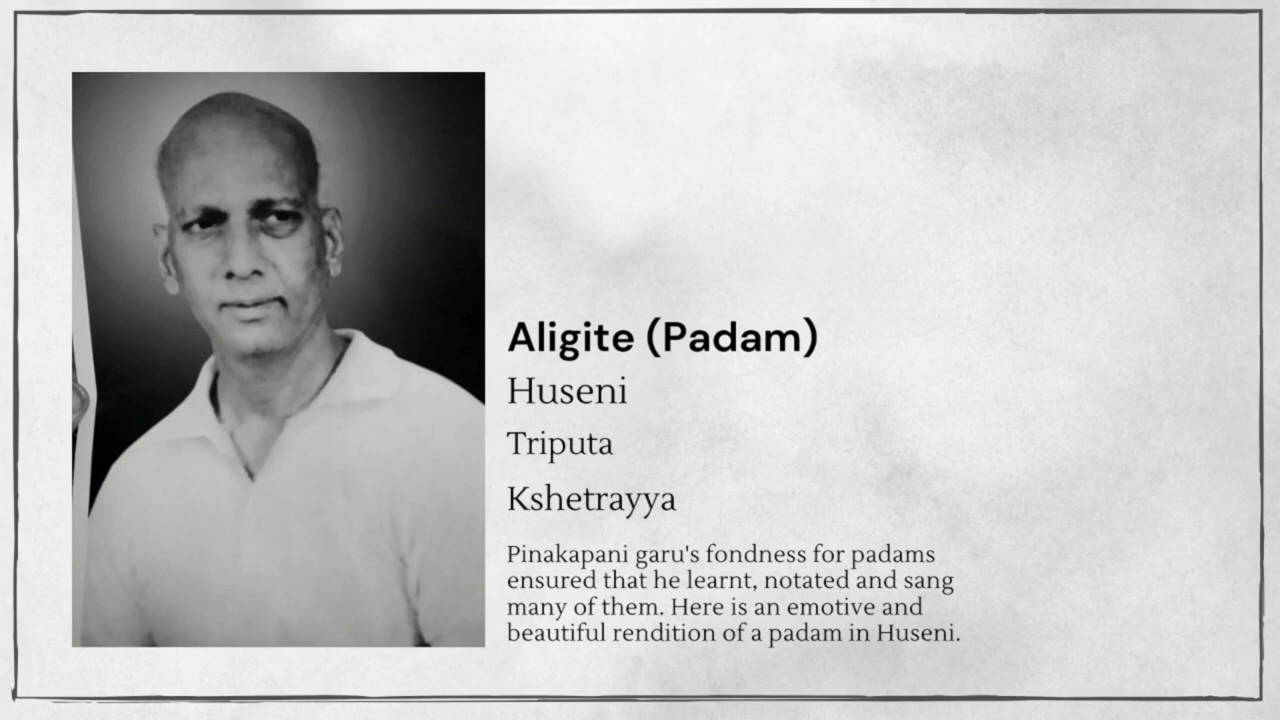 Aligite (Padam)
Huseni
Triputa
Kshetrayya
Pinakapani garu's fondness for padams
ensured that he learnt, notated and sang
many of them. Here is an emotive and
beautiful rendition of a padam in Huseni.